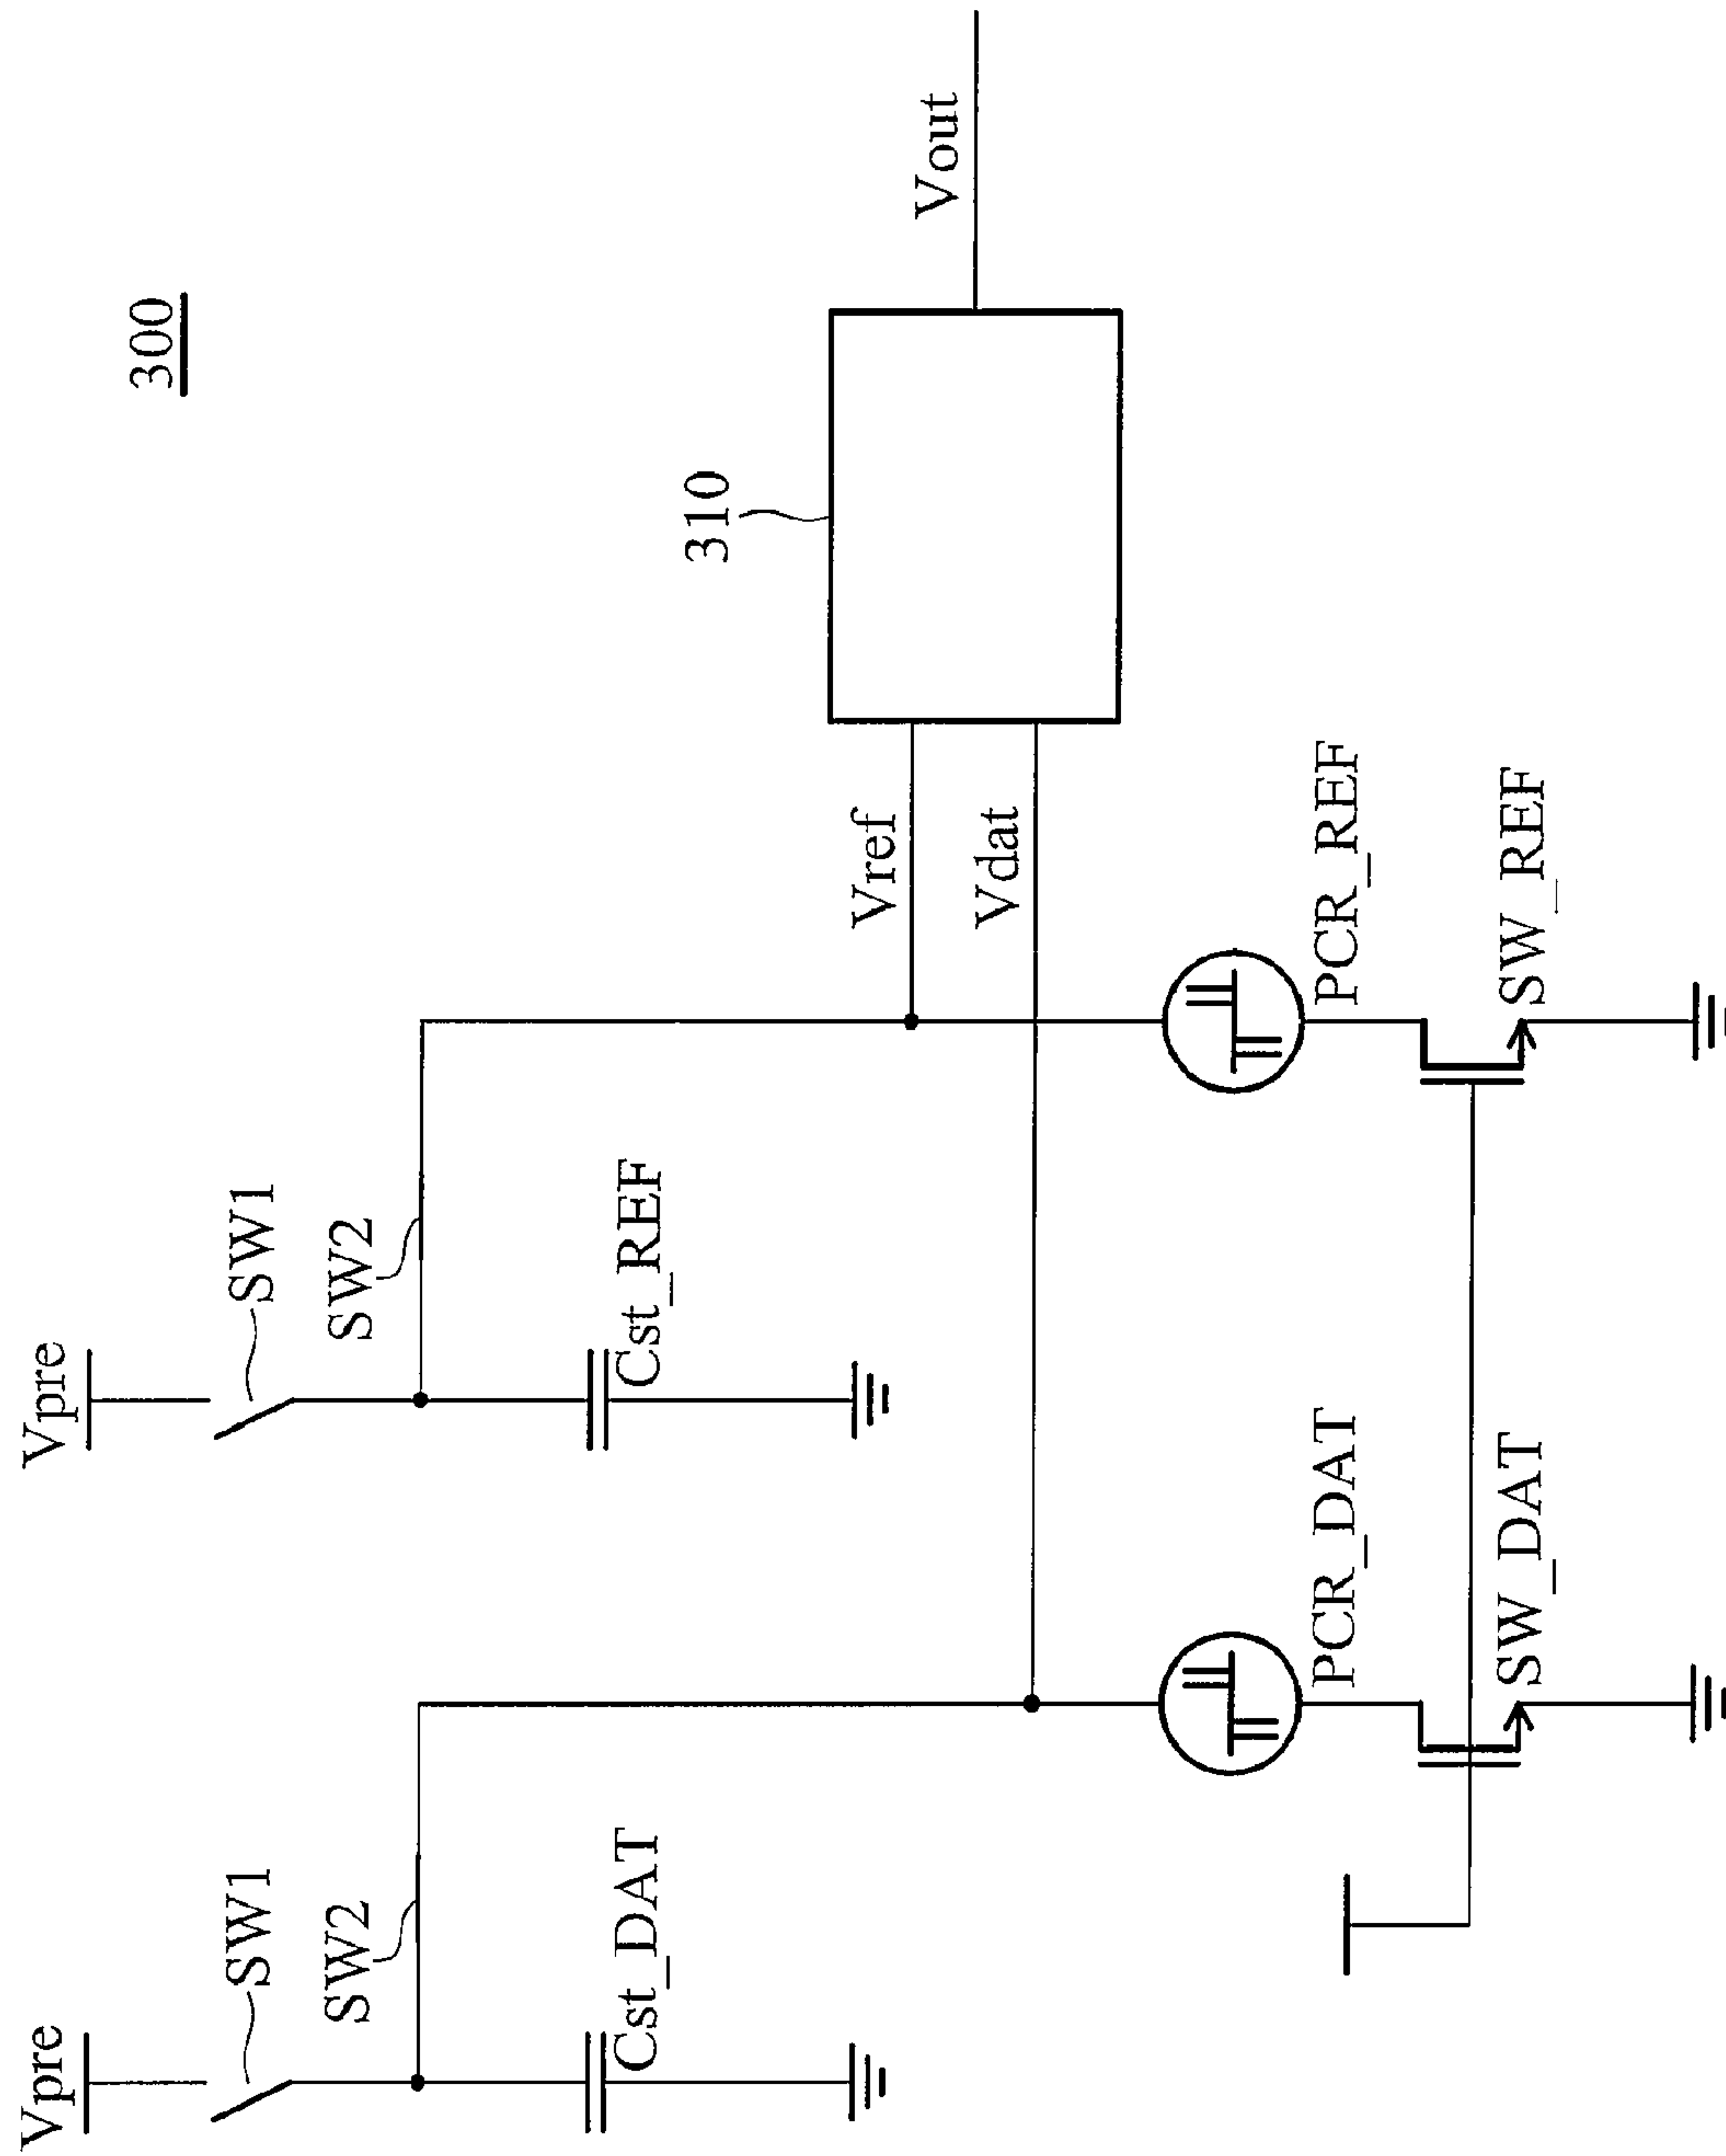 300
Vpre
SW1
SW2
Cst_DAT
Vpre
SW1
SW2
Cst_REF
310
Vref
Vdat
Vout
PCR_DAT
SW_DAT
PCR_REF
SW_REF